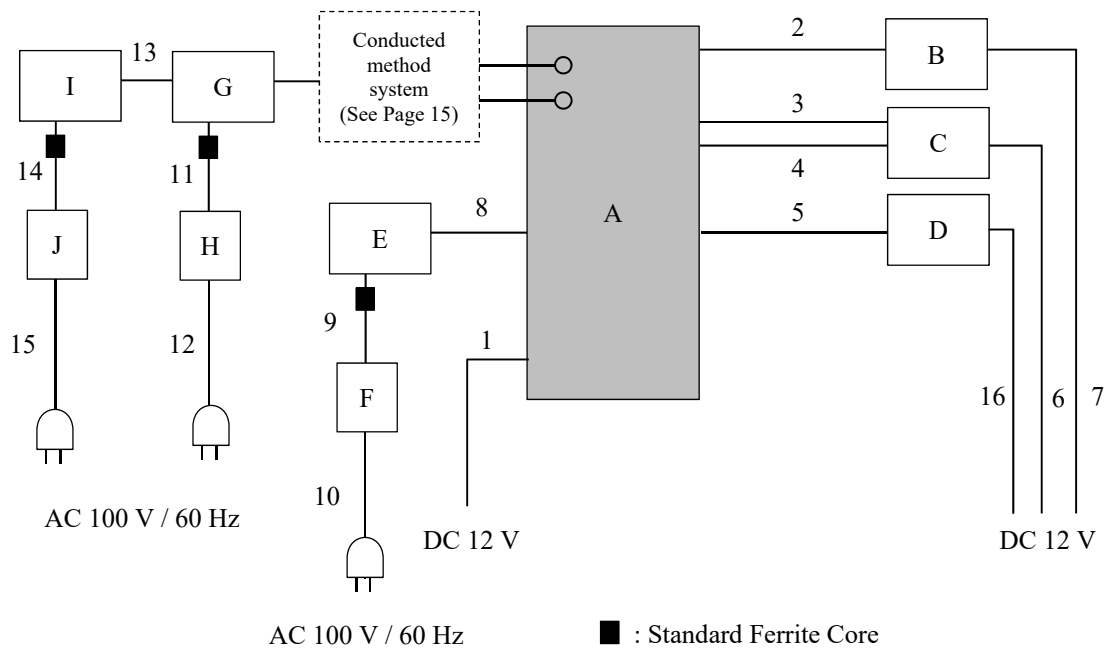 13
I
G
Conducted
method
system
(See Page 15)
2
B
3
C
4
14
11
A
8
5
D
J
H
E
9
1
15
12
F
16
6
7
10
AC 100 V / 60 Hz
DC 12 V
DC 12 V
AC 100 V / 60 Hz
: Standard Ferrite Core